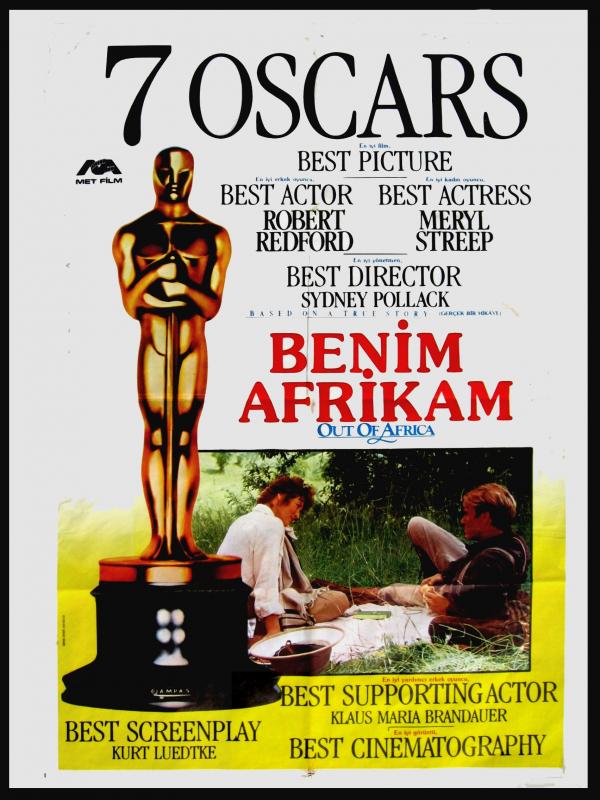 7 OSCARS
En iyi film,
BEST PICTURE
MET FİLM
En iyi erkek oyuncu,
BEST ACTOR
ROBERT
REDFORD
En iyi kadın oyuncu,
BEST ACTRESS
MERYL
STREEP
En iyi yönetmen,
BEST DIRECTOR
SYDNEY POLLACK
BASED ON A TRUE STORY (GERÇEK BİR HİKÂYE)
BENİM
AFRİKAM
OUT OF AFRICA
AMPAS
En iyi yardımcı erkek oyuncu,
BEST SUPPORTING ACTOR
KLAUS MARIA BRANDAUER
BEST SCREENPLAY
KURT LUEDTKE
En iyi görüntü,
BEST CINEMATOGRAPHY